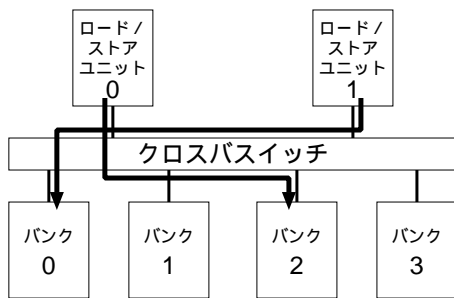 ロード/
ストア
ユニット
0
ロード/
ストア
ユニット
1
クロスバスイッチ
バンク
0
バンク
1
バンク
2
バンク
3